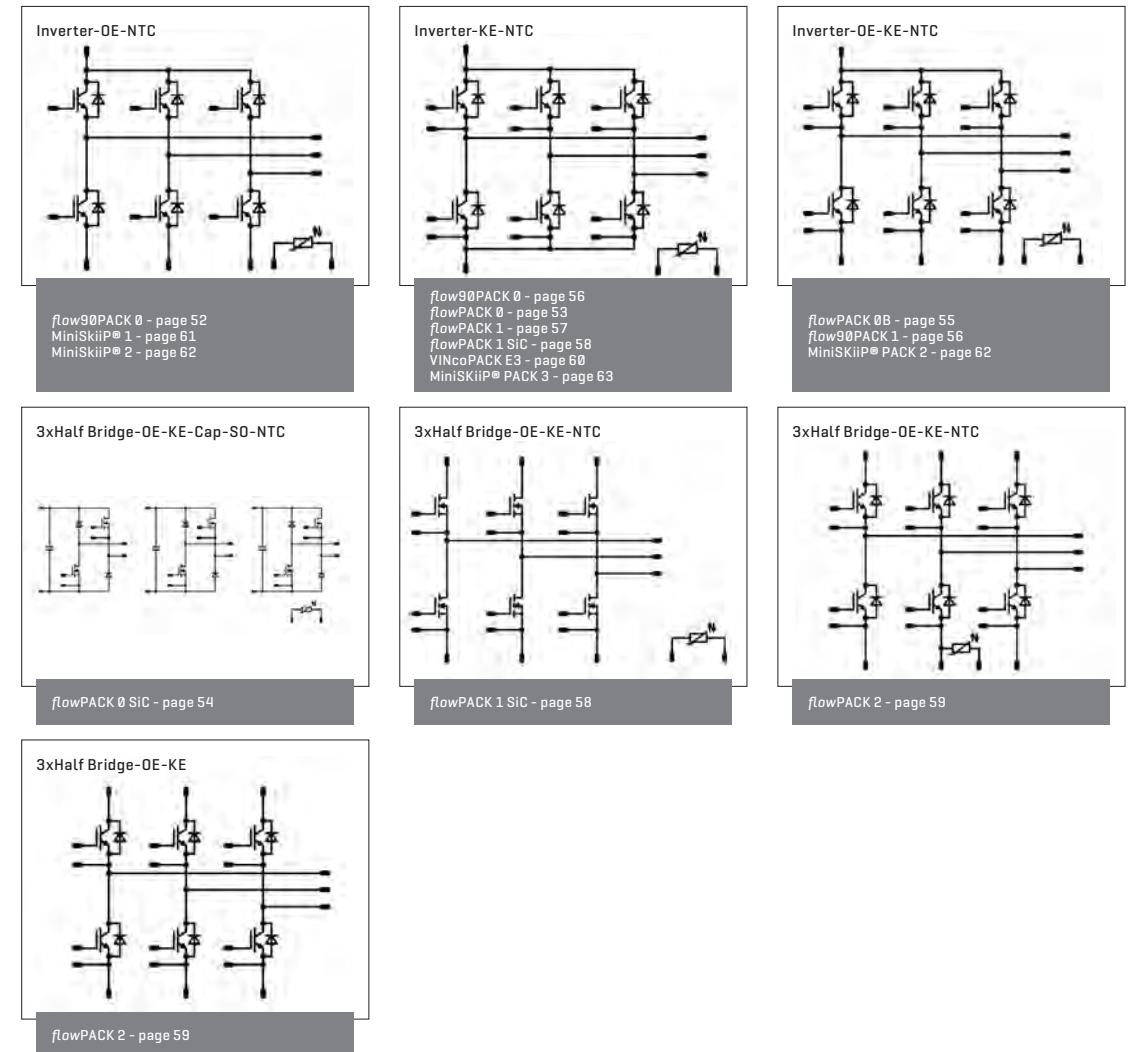 Inverter-OE-NTC
flow90PACK 0 - page 52
MiniSkiiP® 1 - page 61
MiniSkiiP® 2 - page 62
Inverter-KE-NTC
flow90PACK 0 - page 56
flowPACK 0 - page 53
flowPACK 1 - page 57
flowPACK 1 SiC - page 58
VINcoPACK E3 - page 60
MiniSKiiP® PACK 3 - page 63
Inverter-OE-KE-NTC
flowPACK 0B - page 55
flow90PACK 1 - page 56
MiniSKiiP® PACK 2 - page 62
3xHalf Bridge-OE-KE-Cap-SO-NTC
flowPACK 0 SiC - page 54
3xHalf Bridge-OE-KE-NTC
flowPACK 1 SiC - page 58
3xHalf Bridge-OE-KE-NTC
flowPACK 2 - page 59
3xHalf Bridge-OE-KE
flowPACK 2 - page 59